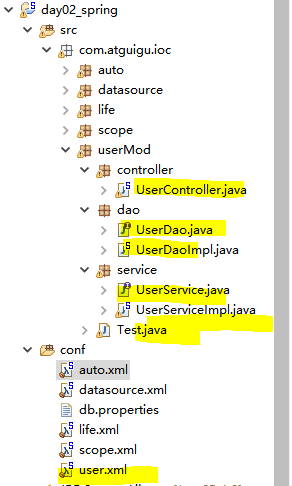 day02_spring
src
com.atguigu.ioc
auto
datasource
life
scope
userMod
controller
UserController.java
dao
UserDao.java
UserDaoImpl.java
service
UserService.java
UserServiceImpl.java
Test.java
conf
auto.xml
datasource.xml
db.properties
life.xml
scope.xml
user.xml